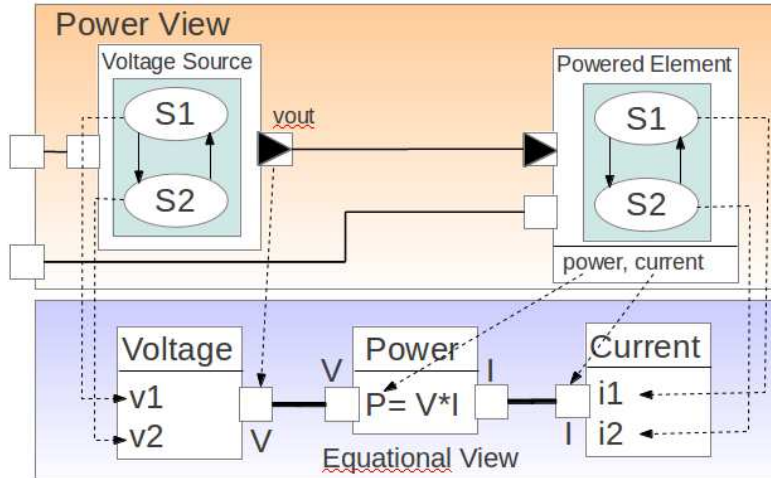 Power View
Voltage Source
Powered Element
S1
S2
vout
S1
S2
power, current
Voltage
v1
v2
V
V
Power
P= V*I
I
I
Current
i1
i2
Equational View